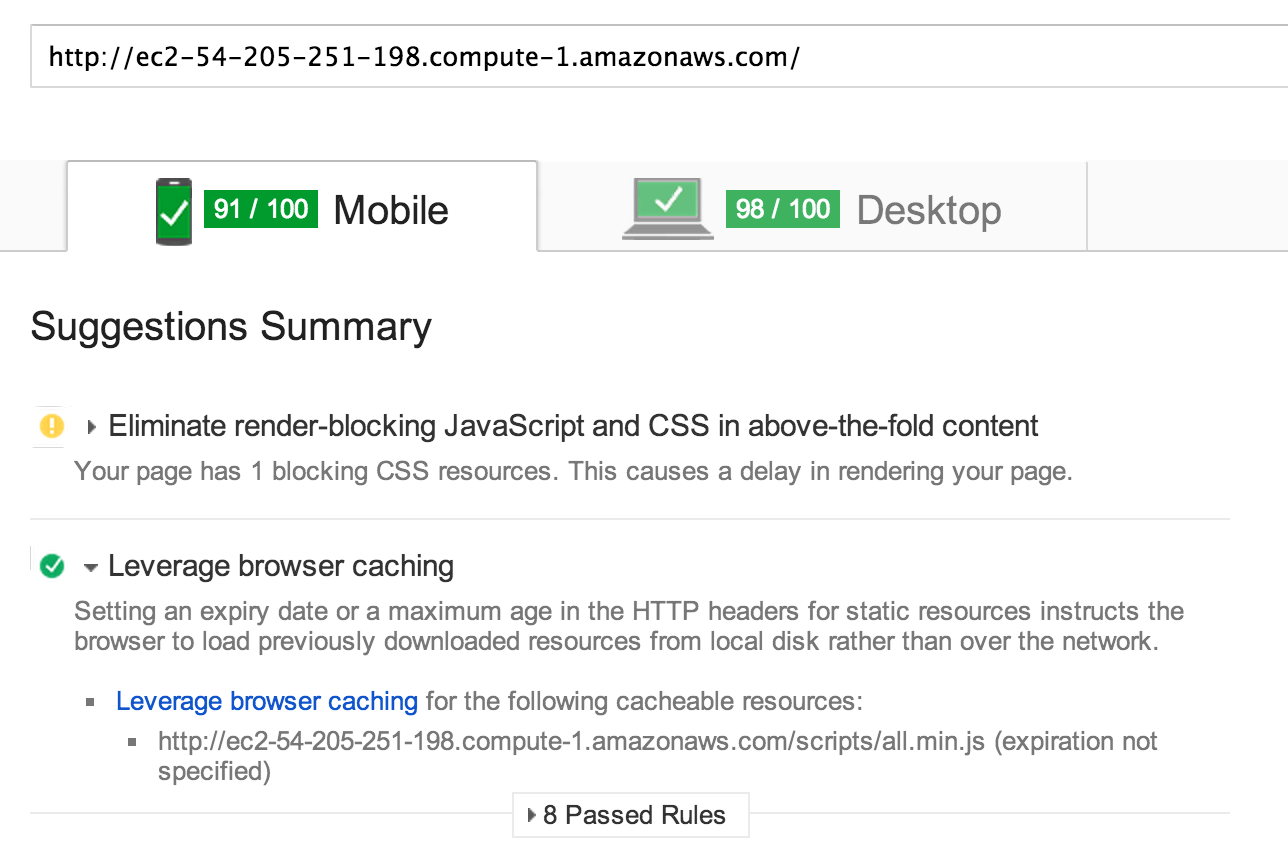 http://ec2-54-205-251-198.compute-1.amazonaws.com/
91 / 100 Mobile
98 / 100 Desktop
Suggestions Summary
Eliminate render-blocking JavaScript and CSS in above-the-fold content
Your page has 1 blocking CSS resources. This causes a delay in rendering your page.
Leverage browser caching
Setting an expiry date or a maximum age in the HTTP headers for static resources instructs the
browser to load previously downloaded resources from local disk rather than over the network.
Leverage browser caching for the following cacheable resources:
http://ec2-54-205-251-198.compute-1.amazonaws.com/scripts/all.min.js (expiration not
specified)
8 Passed Rules